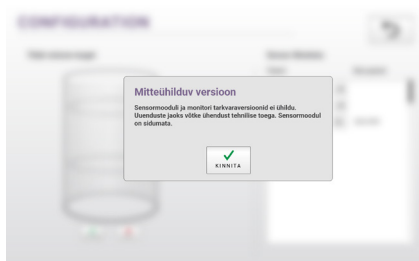 CONFIGURATION
Mitteühilduv versioon
Sensormooduli ja monitori tarkvaraversioonid ei ühildu.
Uuenduste jaoks võtke ühendust tehnilise toega. Sensormoodul
on sidumata.
KINNITA